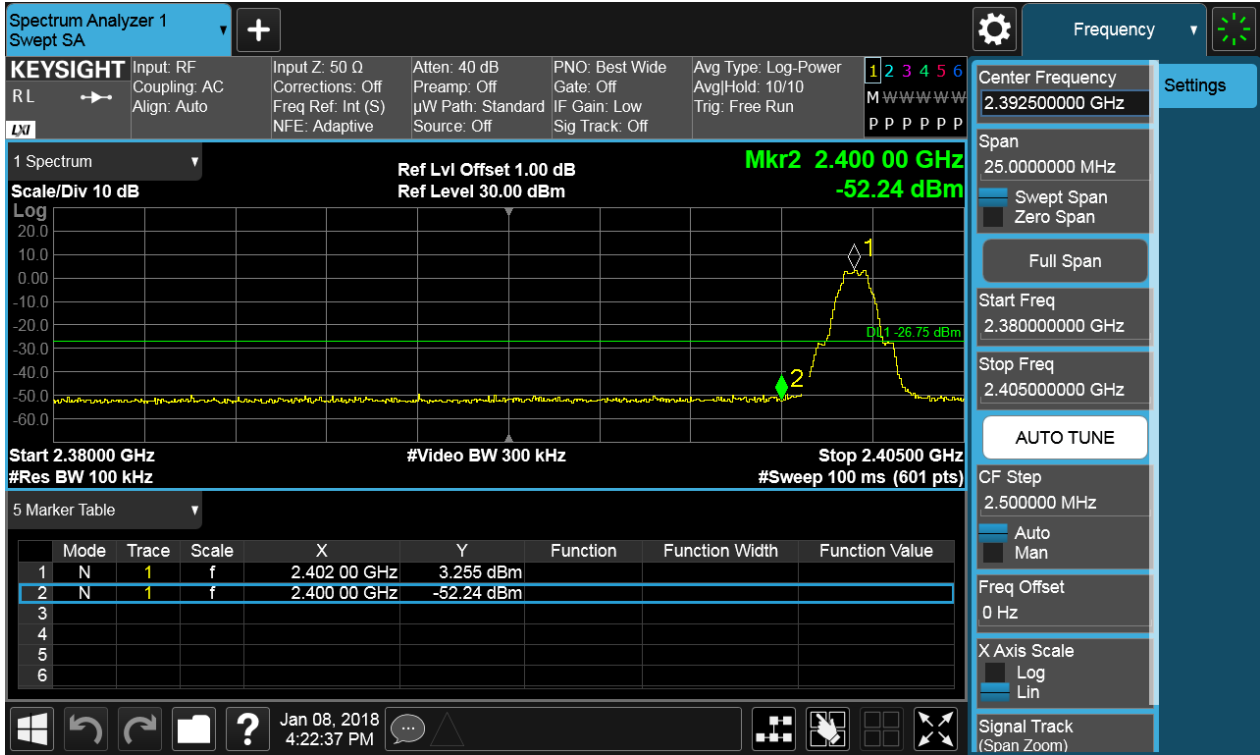 Spectrum Analyzer 1
Swept SA
Frequency
KEYSIGHT
RL
LXI
Input: RF
Coupling: AC
Align: Auto
Input Z: 50 Ω
Corrections: Off
Freq Ref: Int (S)
NFE: Adaptive
Atten: 40 dB
Preamp: Off
µW Path: Standard
Source: Off
PNO: Best Wide
Gate: Off
IF Gain: Low
Sig Track: Off
Avg Type: Log-Power
Avg|Hold: 10/10
Trig: Free Run
1 2 3 4 5 6
M W W W W W
P P P P P P
1 Spectrum
Scale/Div 10 dB
Ref Lvl Offset 1.00 dB
Ref Level 30.00 dBm
Mkr2 2.400 00 GHz
-52.24 dBm
Log
20.0
10.0
0.00
-10.0
-20.0
-30.0
-40.0
-50.0
-60.0
1
DL1 -26.75 dBm
2
Start 2.38000 GHz
#Video BW 300 kHz
Stop 2.40500 GHz
#Res BW 100 kHz
#Sweep 100 ms (601 pts)
5 Marker Table
Mode Trace Scale X Y Function Function Width Function Value
1 N 1 f 2.402 00 GHz 3.255 dBm
2 N 1 f 2.400 00 GHz -52.24 dBm
3
4
5
6
?
Jan 08, 2018
4:22:37 PM
Center Frequency
2.392500000 GHz
Span
25.0000000 MHz
Swept Span
Zero Span
Full Span
Start Freq
2.380000000 GHz
Stop Freq
2.405000000 GHz
AUTO TUNE
CF Step
2.500000 MHz
Auto
Man
Freq Offset
0 Hz
X Axis Scale
Log
Lin
Signal Track
(Span Zoom)
Settings